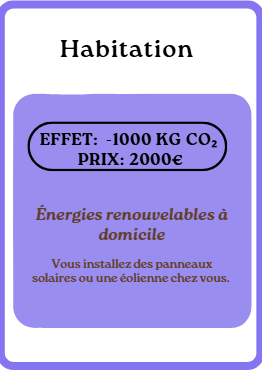 Habitation
EFFET: -1000 KG CO₂
PRIX: 2000€
Énergies renouvelables à
domicile
Vous installez des panneaux
solaires ou une éolienne chez vous.